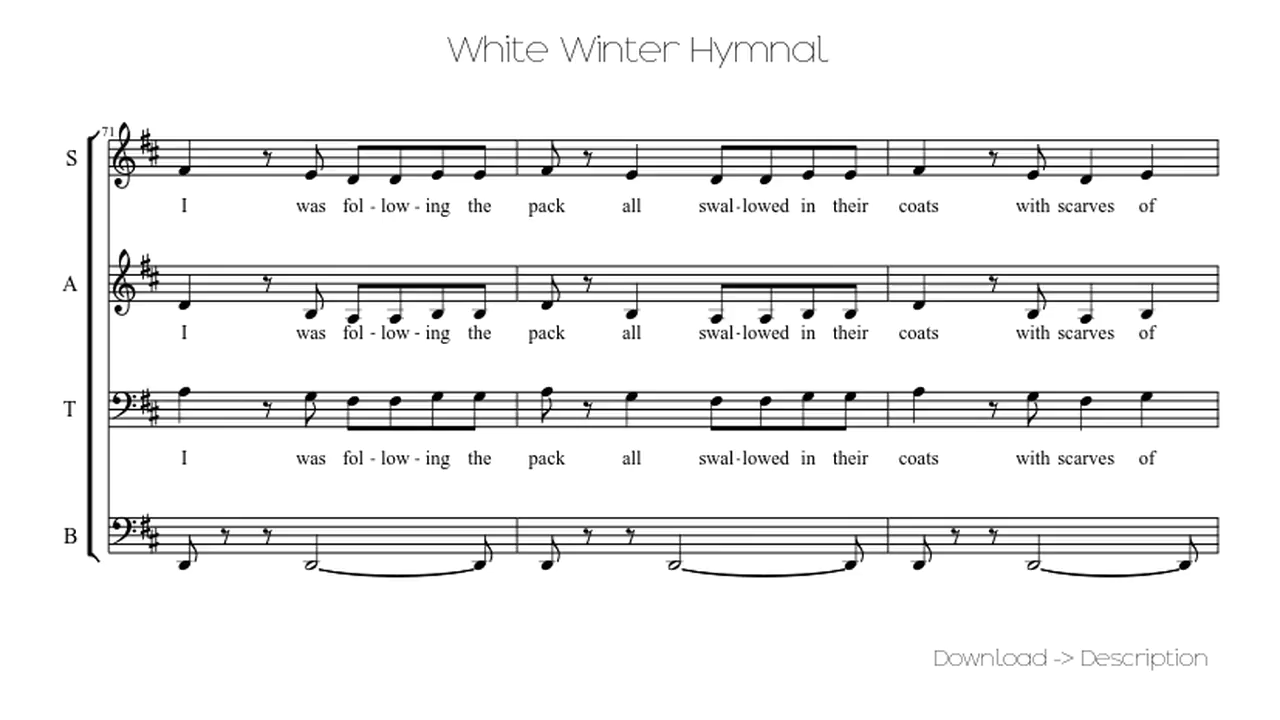 White Winter Hymnal
71
S
I was fol - low - ing the pack all swal - lowed in their coats with scarves of
A
I was fol - low - ing the pack all swal - lowed in their coats with scarves of
T
I was fol - low - ing the pack all swal - lowed in their coats with scarves of
B
Download -> Description